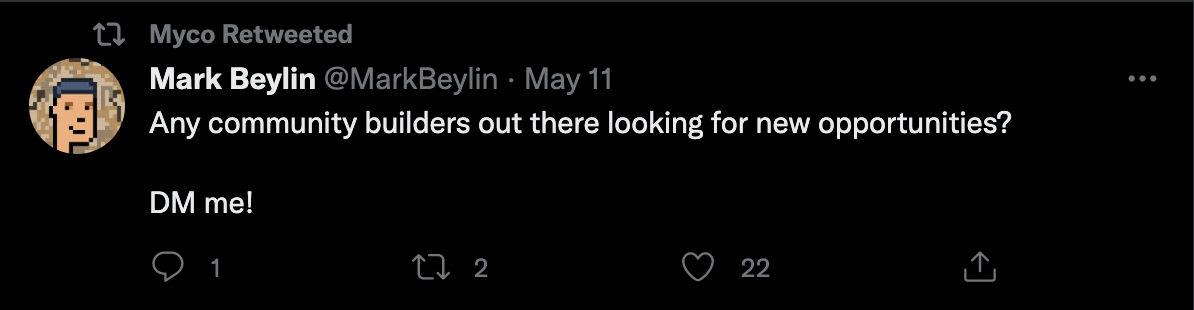 Myco Retweeted
Mark Beylin @MarkBeylin · May 11
Any community builders out there looking for new opportunities?
DM me!
1 2 22